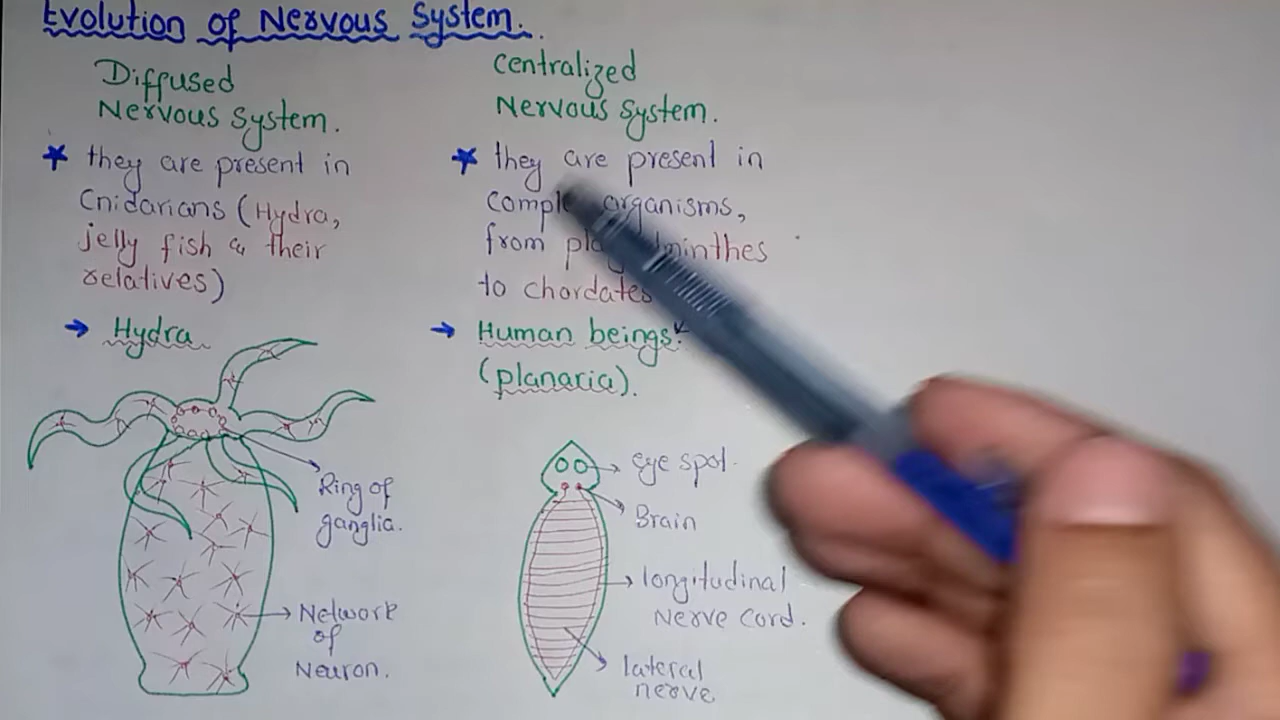 Evolution of Nervous System.
Diffused
Nervous System.
they are present in
Cnidarians (Hydra,
jelly fish & their
relatives)
Hydra
Ring of
ganglia.
Network
of
Neuron.
Centralized
Nervous System.
they are present in
organisms,
from
to chordates
Human beings.
(planaria).
eye spot.
Brain
longitudinal
Nerve cord.
lateral
nerve